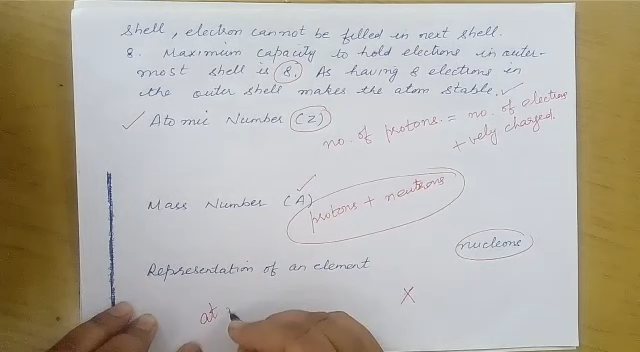 shell, electron cannot be filled in next shell.
8. Maximum capacity to hold electrons in outer-
most shell is 8. As having 8 electrons in
the outer shell makes the atom stable.
Atomic Number (Z)
no. of protons = no. of electrons
+vely charged.
Mass Number (A)
protons + neutrons
nucleons
Representation of an element
X
at